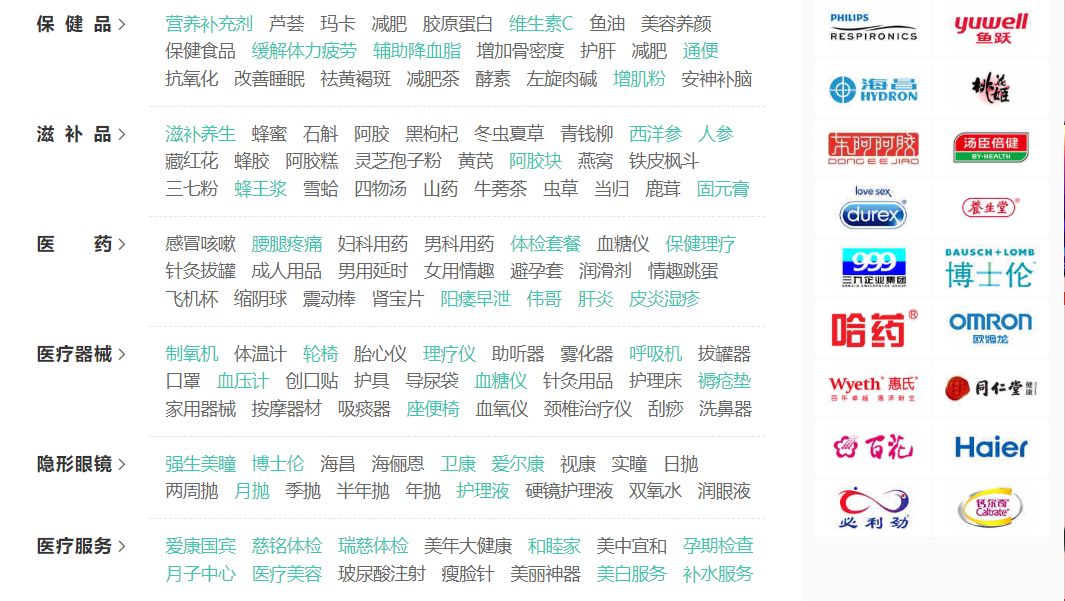 保健品 >
营养补充剂 芦荟 玛卡 减肥 胶原蛋白 维生素C 鱼油 美容养颜
保健食品 缓解体力疲劳 辅助降血脂 增加骨密度 护肝 减肥 通便
抗氧化 改善睡眠 祛黄褐斑 减肥茶 酵素 左旋肉碱 增肌粉 安神补脑
滋补品 >
滋补养生 蜂蜜 石斛 阿胶 黑枸杞 冬虫夏草 青钱柳 西洋参 人参
藏红花 蜂胶 阿胶糕 灵芝孢子粉 黄芪 阿胶块 燕窝 铁皮枫斗
三七粉 蜂王浆 雪蛤 四物汤 山药 牛蒡茶 虫草 当归 鹿茸 固元膏
医药 >
感冒咳嗽 腰腿疼痛 妇科用药 男科用药 体检套餐 血糖仪 保健理疗
针灸拔罐 成人用品 男用延时 女用情趣 避孕套 润滑剂 情趣跳蛋
飞机杯 缩阴球 震动棒 肾宝片 阳痿早泄 伟哥 肝炎 皮炎湿疹
医疗器械 >
制氧机 体温计 轮椅 胎心仪 理疗仪 助听器 雾化器 呼吸机 拔罐器
口罩 血压计 创口贴 护具 导尿袋 血糖仪 针灸用品 护理床 褥疮垫
家用器械 按摩器材 吸痰器 座便椅 血氧仪 颈椎治疗仪 刮痧 洗鼻器
隐形眼镜 >
强生美瞳 博士伦 海昌 海俪恩 卫康 爱尔康 视康 实瞳 日抛
两周抛 月抛 季抛 半年抛 年抛 护理液 硬镜护理液 双氧水 润眼液
医疗服务 >
爱康国宾 慈铭体检 瑞慈体检 美年大健康 和睦家 美中宜和 孕期检查
月子中心 医疗美容 玻尿酸注射 瘦脸针 美丽神器 美白服务 补水服务
PHILIPS
RESPIRONICS
yuwell
鱼跃
海昌
HYDRON
桃花姬
东阿阿胶
DONG E E JIAO
汤臣倍健
BY-HEALTH
love sex
durex
養生堂
999
三九企业集团
BAUSCH+LOMB
博士伦
哈药
OMRON
欧姆龙
Wyeth 惠氏
百年卓越 惠泽新生
同仁堂 健康
百花
Haier
必利劲
钙尔奇
Caltrate